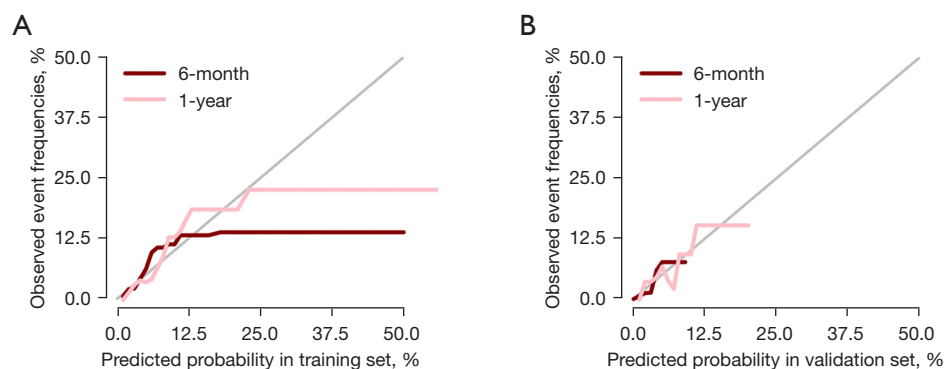 A
Observed event frequencies, %
50.0
37.5
25.0
12.5
0.0
6-month
1-year
0.0 12.5 25.0 37.5 50.0
Predicted probability in training set, %
B
Observed event frequencies, %
50.0
37.5
25.0
12.5
0.0
6-month
1-year
0.0 12.5 25.0 37.5 50.0
Predicted probability in validation set, %